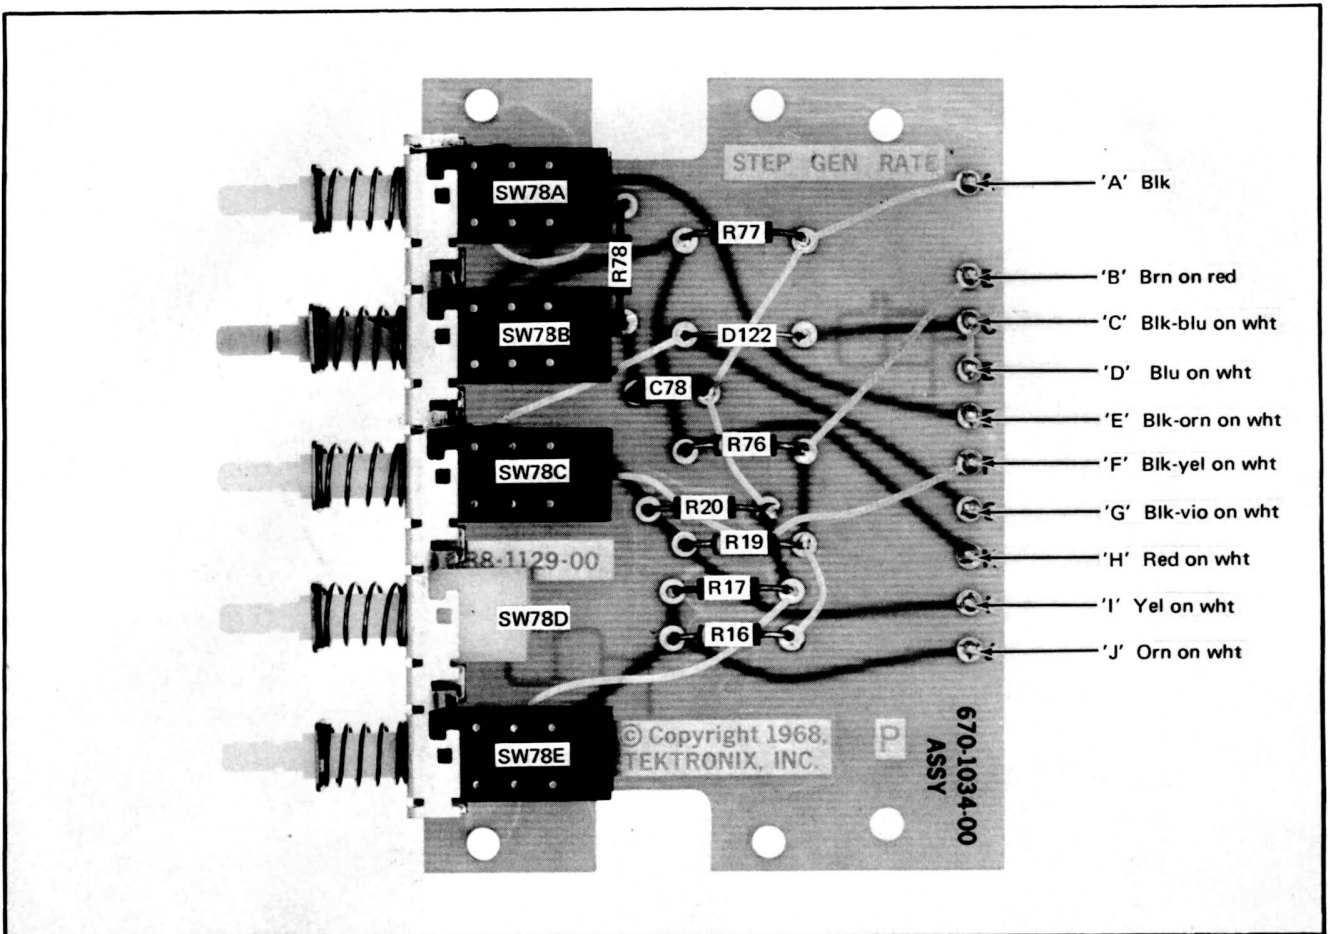 STEP GEN RATE
SW78A
R78
R77
'A' Blk
'B' Brn on red
SW78B
D122
'C' Blk-blu on wht
'D' Blu on wht
C78
'E' Blk-orn on wht
R76
SW78C
'F' Blk-yel on wht
R20
'G' Blk-vio on wht
R19
-1129-00
'H' Red on wht
R17
SW78D
'I' Yel on wht
R16
'J' Orn on wht
© Copyright 1968,
TEKTRONIX, INC.
P
SW78E
670-1034-00
ASSY